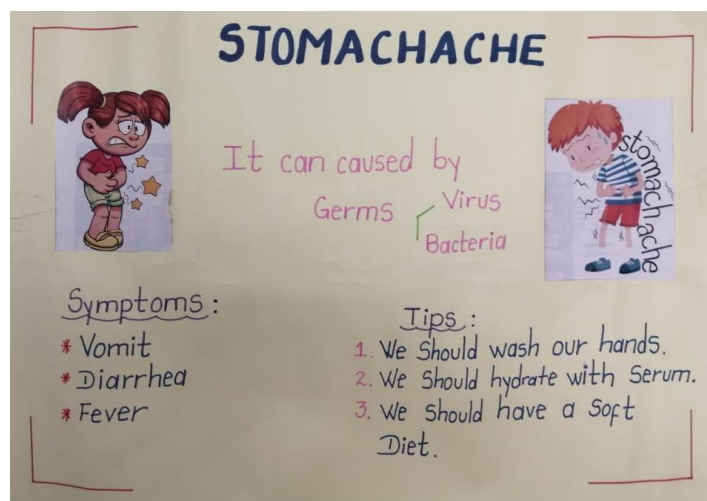 STOMACHACHE
It can caused by
Germs
Virus
Bacteria
stomach ache
Symptoms:
* Vomit
* Diarrhea
* Fever
Tips:
1. We Should wash our hands.
2. We Should hydrate with Serum.
3. We Should have a Soft
Diet.